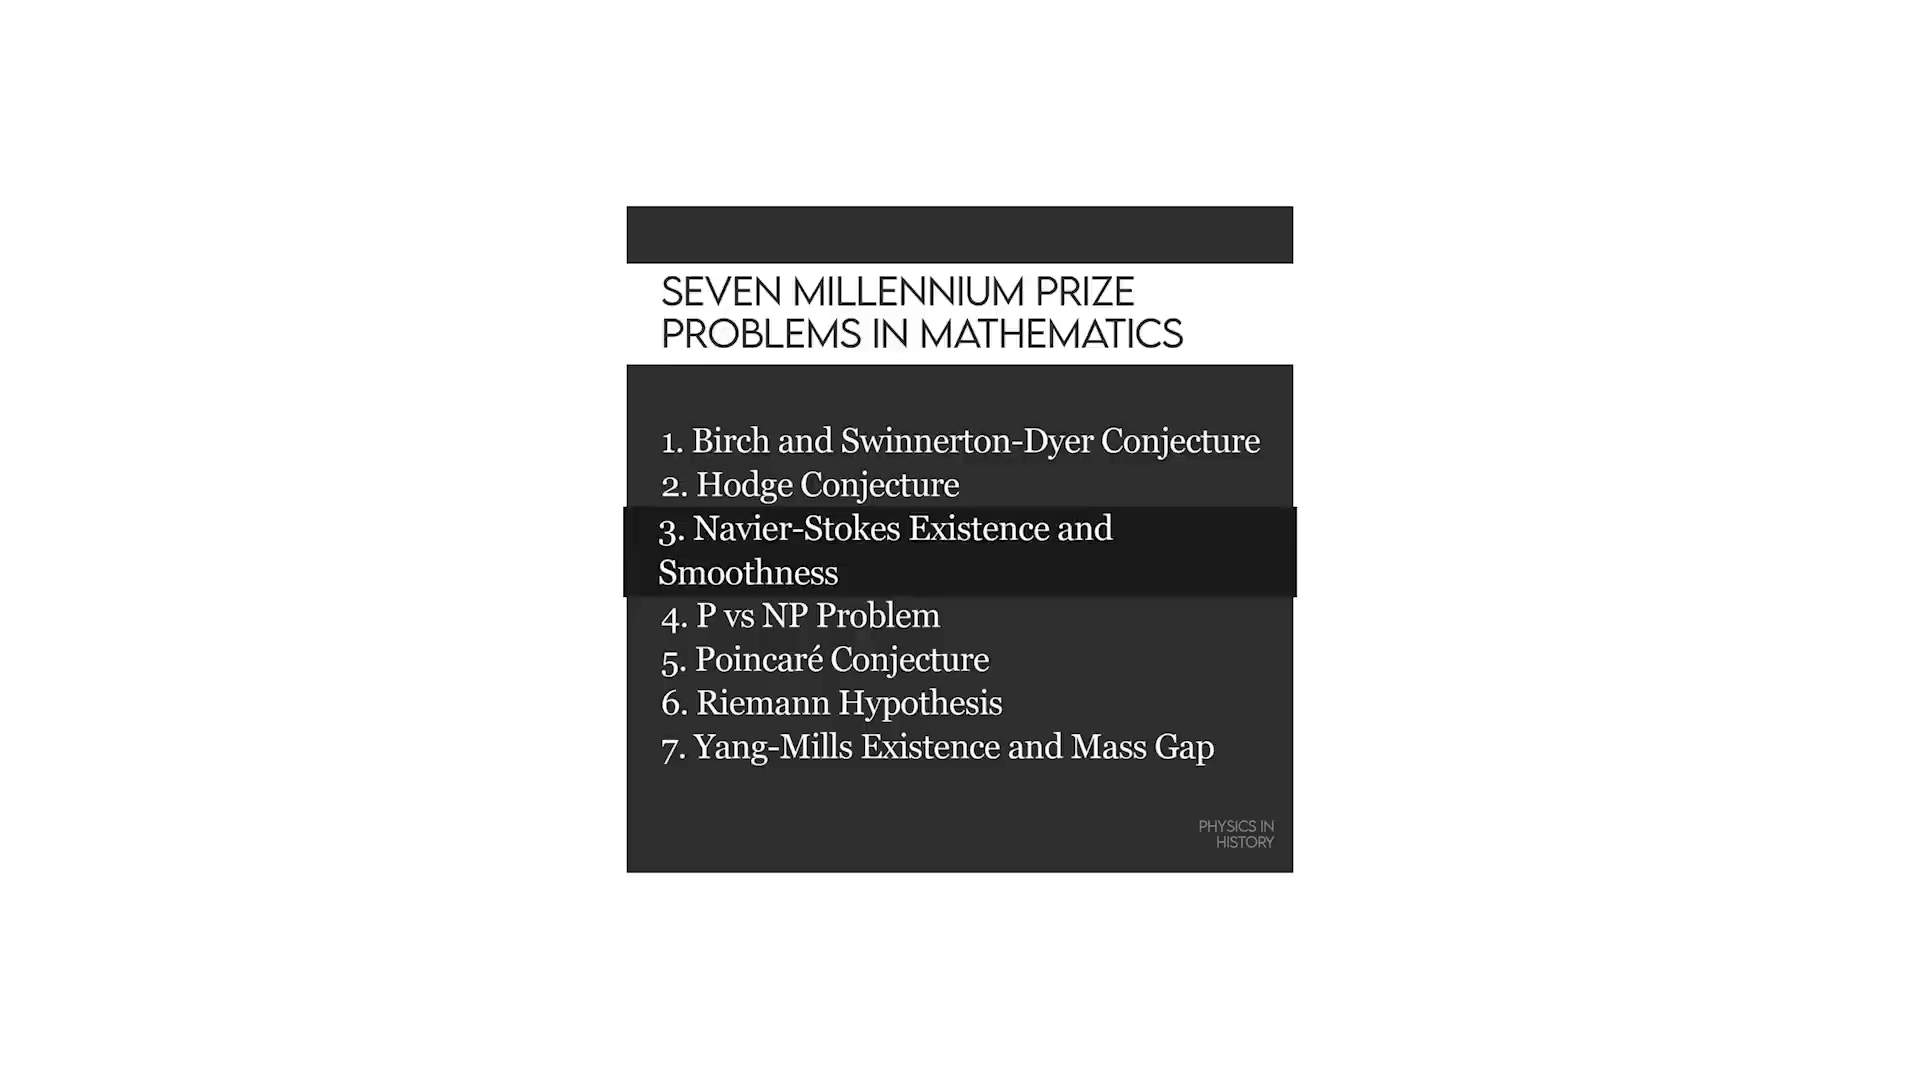 SEVEN MILLENNIUM PRIZE
PROBLEMS IN MATHEMATICS
1. Birch and Swinnerton-Dyer Conjecture
2. Hodge Conjecture
3. Navier-Stokes Existence and
Smoothness
4. P vs NP Problem
5. Poincaré Conjecture
6. Riemann Hypothesis
7. Yang-Mills Existence and Mass Gap
PHYSICS IN
HISTORY